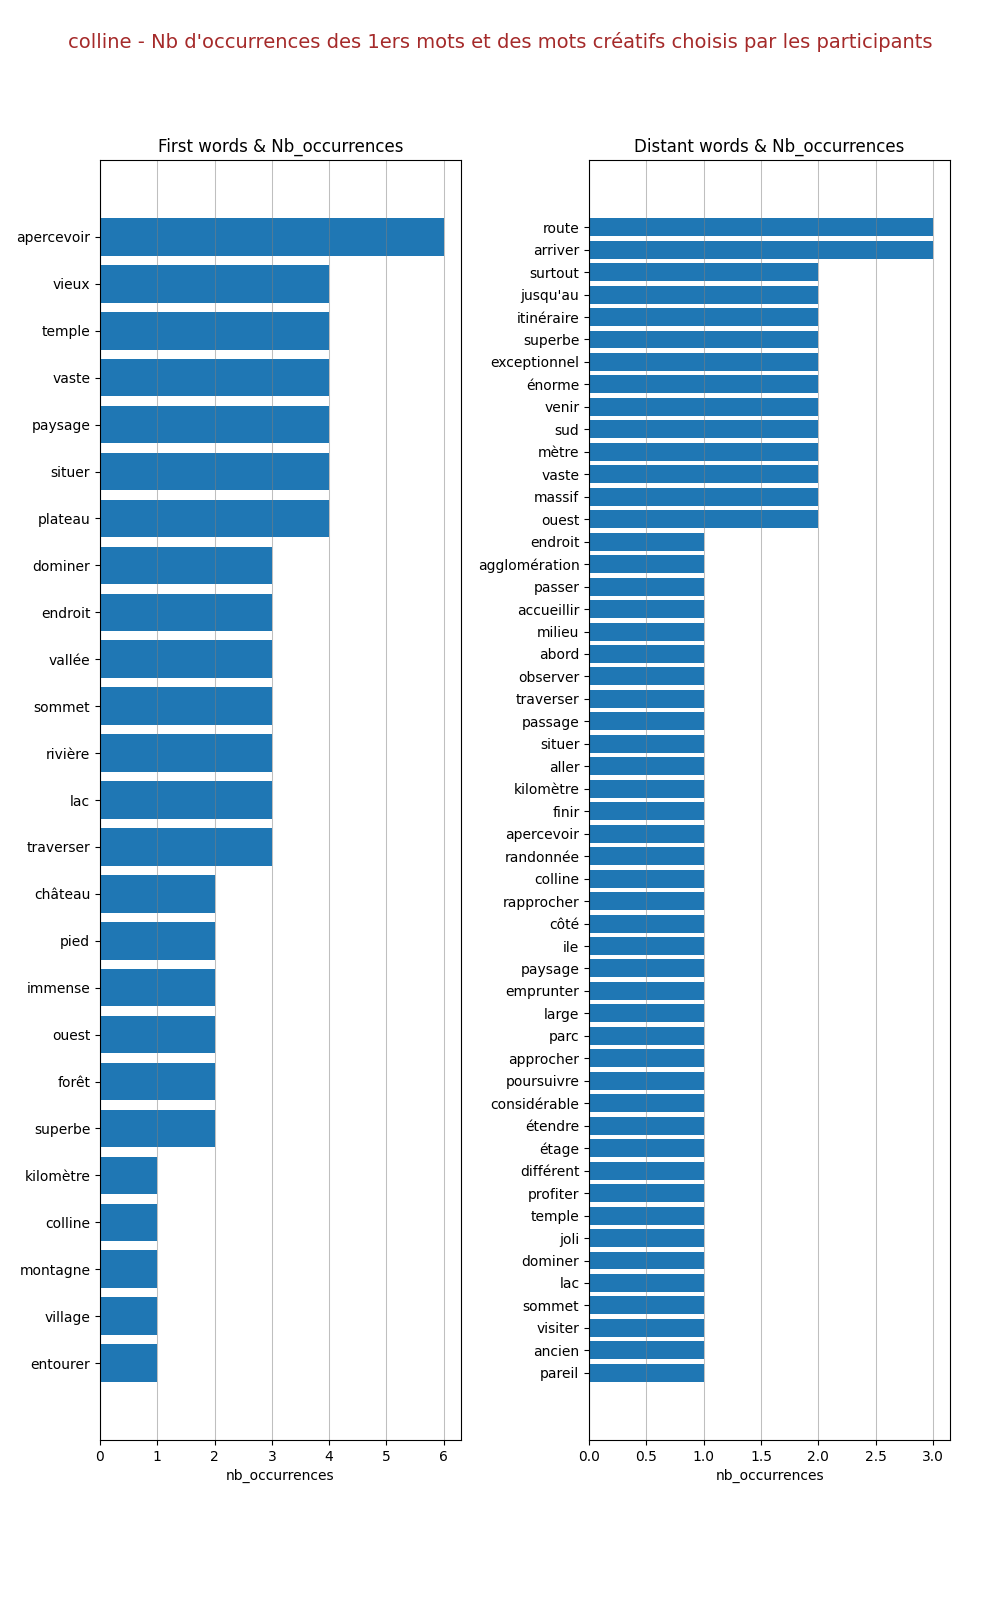 colline - Nb d'occurrences des 1ers mots et des mots créatifs choisis par les participants
First words & Nb_occurrences
apercevoir
vieux
temple
vaste
paysage
situer
plateau
dominer
endroit
vallée
sommet
rivière
lac
traverser
château
pied
immense
ouest
forêt
superbe
kilomètre
colline
montagne
village
entourer
0 1 2 3 4 5 6
nb_occurrences
Distant words & Nb_occurrences
route
arriver
surtout
jusqu'au
itinéraire
superbe
exceptionnel
énorme
venir
sud
mètre
vaste
massif
ouest
endroit
agglomération
passer
accueillir
milieu
abord
observer
traverser
passage
situer
aller
kilomètre
finir
apercevoir
randonnée
colline
rapprocher
côté
ile
paysage
emprunter
large
parc
approcher
poursuivre
considérable
étendre
étage
différent
profiter
temple
joli
dominer
lac
sommet
visiter
ancien
pareil
0.0 0.5 1.0 1.5 2.0 2.5 3.0
nb_occurrences